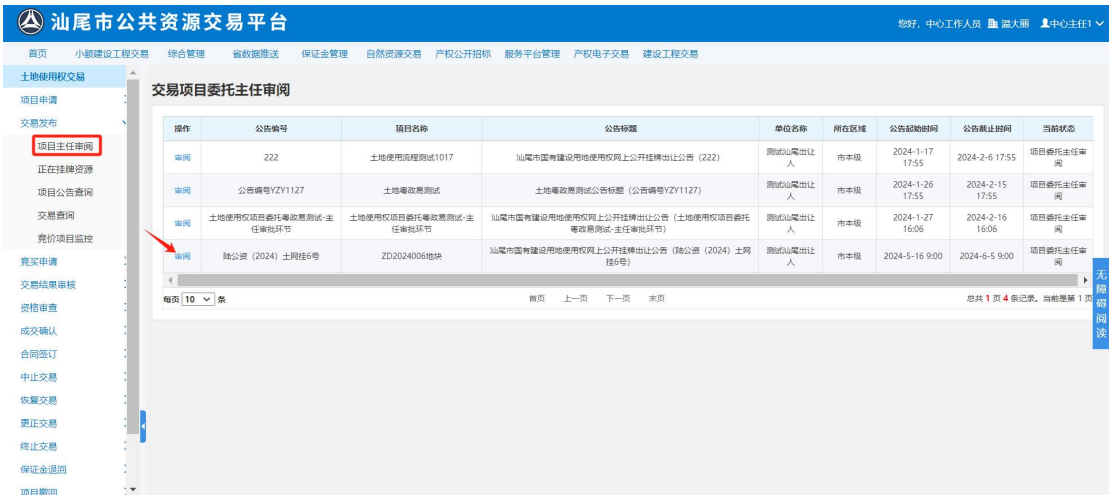 汕尾市公共资源交易平台
您好，中心工作人员 温大丽 中心主任1
首页 小额建设工程交易 综合管理 省数据推送 保证金管理 自然资源交易 产权公开招标 服务平台管理 产权电子交易 建设工程交易
土地使用权交易
项目申请
交易发布
项目主任审阅
正在挂牌资源
项目公告查询
交易查询
竞价项目监控
竞买申请
交易结果审核
资格审查
成交确认
合同签订
中止交易
恢复交易
更正交易
终止交易
保证金退回
项目撤回
交易项目委托主任审阅
操作 公告编号 项目名称 公告标题 单位名称 所在区域 公告起始时间 公告截止时间 当前状态
审阅 222 土地使用流程测试1017 汕尾市国有建设用地使用权网上公开挂牌出让公告（222） 测试汕尾出让 市本级 2024-1-17 2024-2-6 17:55 项目委托主任审
人 17:55 阅
审阅 公告编号YZY1127 土地粤政易测试 土地粤政易测试公告标题（公告编号YZY1127） 测试汕尾出让 市本级 2024-1-26 2024-2-15 项目委托主任审
人 17:55 17:55 阅
审阅 土地使用权项目委托粤政易测试-主 土地使用权项目委托粤政易测试-主 汕尾市国有建设用地使用权网上公开挂牌出让公告（土地使用权项目委托 测试汕尾出让 市本级 2024-1-27 2024-2-16 项目委托主任审
任审批环节 任审批环节 粤政易测试-主任审批环节） 人 16:06 16:06 阅
审阅 陆公资（2024）土网挂6号 ZD2024006地块 汕尾市国有建设用地使用权网上公开挂牌出让公告（陆公资（2024）土网 测试汕尾出让 市本级 2024-5-16 9:00 2024-6-5 9:00 项目委托主任审
挂6号） 人 阅
每页 10 条 首页 上一页 下一页 末页 总共 1 页 4 条记录。当前是第 1 页
无障碍阅读